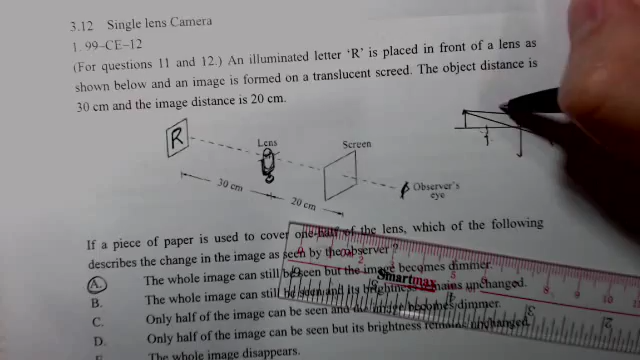 3.12 Single lens Camera
1. 99–CE–12
(For questions 11 and 12.) An illuminated letter ‘R’ is placed in front of a lens as
shown below and an image is formed on a translucent screed. The object distance is
30 cm and the image distance is 20 cm.
R
Lens
Screen
f
30 cm
20 cm
Observer's
eye
If a piece of paper is used to cover one-half of the lens, which of the following
describes the change in the image as seen by the observer ?
A. The whole image can still be seen but the image becomes dimmer.
B. The whole image can still be seen and its brightness remains unchanged.
C. Only half of the image can be seen and the image becomes dimmer.
D. Only half of the image can be seen but its brightness remains unchanged.
E. The whole image disappears.
Smartmax